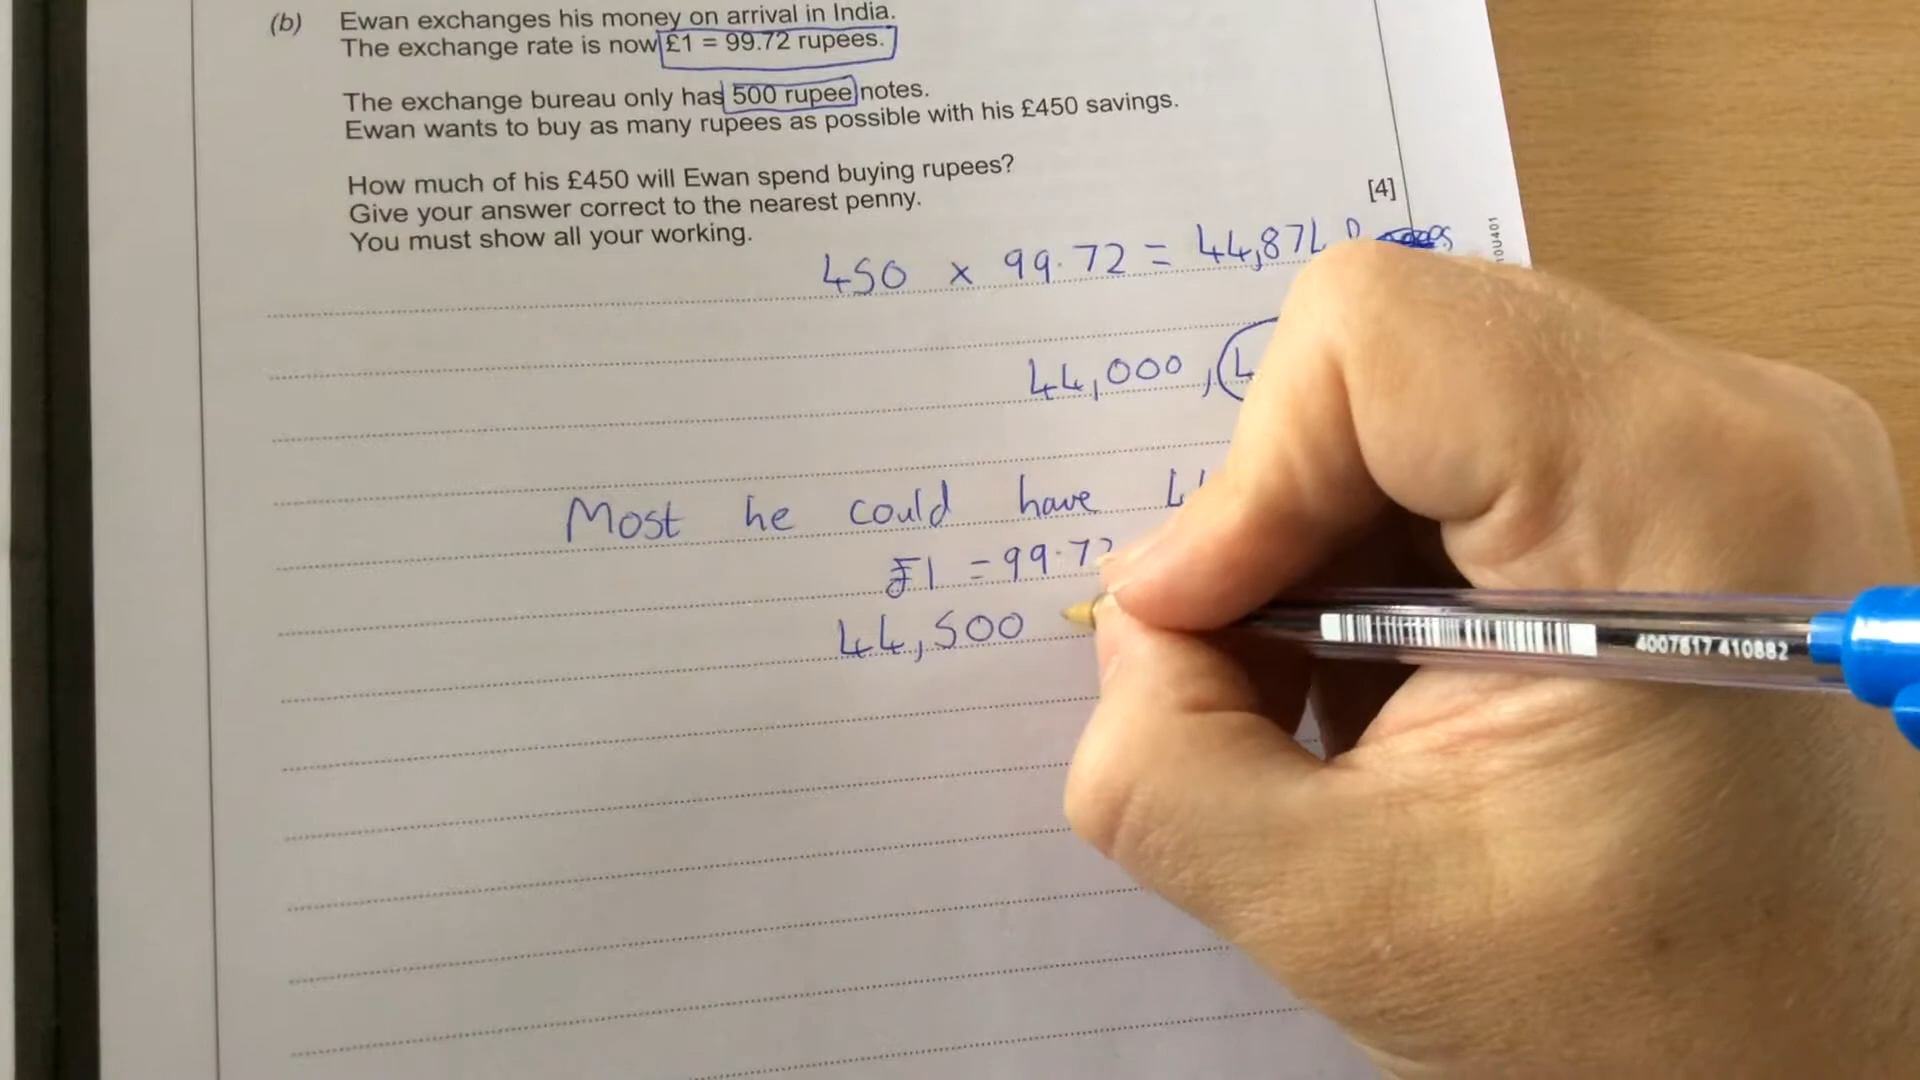 (b) Ewan exchanges his money on arrival in India.
The exchange rate is now £1 = 99.72 rupees.
The exchange bureau only has 500 rupee notes.
Ewan wants to buy as many rupees as possible with his £450 savings.
How much of his £450 will Ewan spend buying rupees?
Give your answer correct to the nearest penny.
[4]
You must show all your working.
450 x 99.72 = 44,874
44,000,
Most he could have
£1 = 99.72
44,500
10U401
4007817 410882